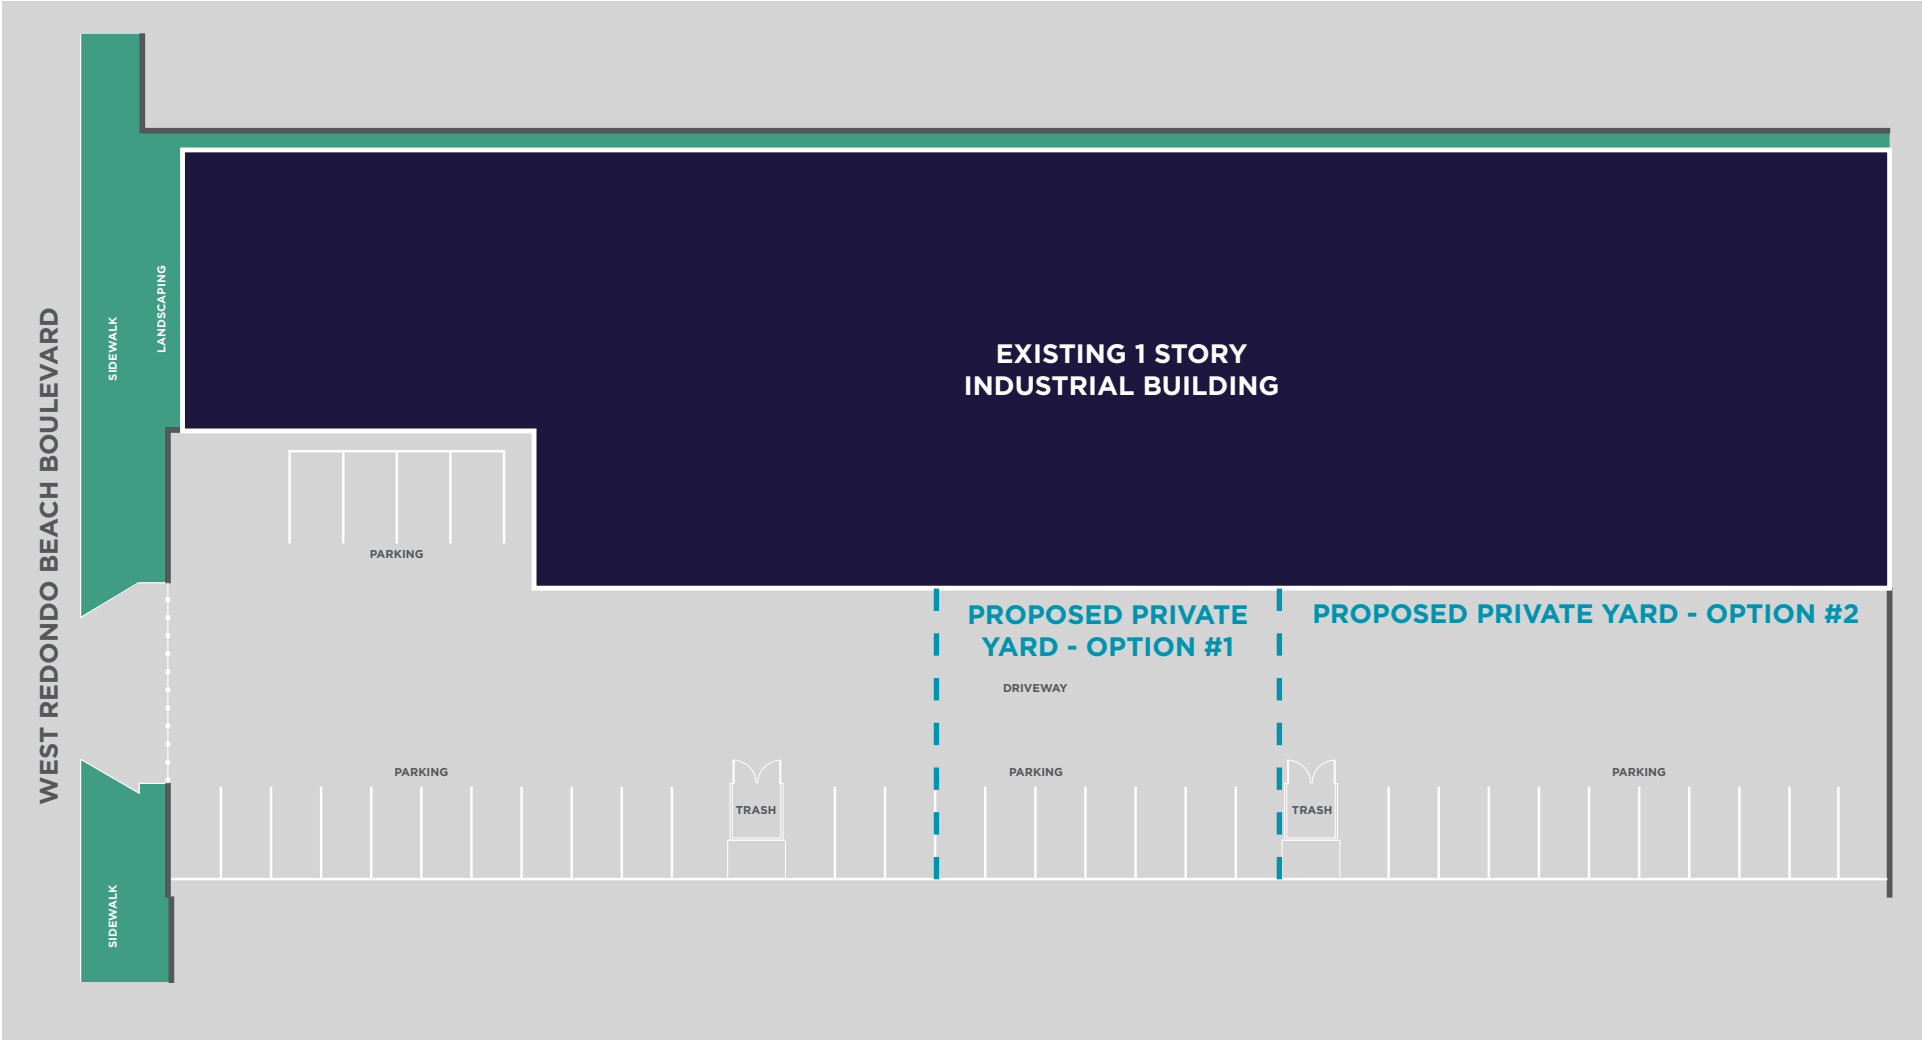 WEST REDONDO BEACH BOULEVARD
SIDEWALK
LANDSCAPING
EXISTING 1 STORY
INDUSTRIAL BUILDING
PARKING
PROPOSED PRIVATE
YARD - OPTION #1
PROPOSED PRIVATE YARD - OPTION #2
DRIVEWAY
PARKING
PARKING
PARKING
TRASH
TRASH
SIDEWALK